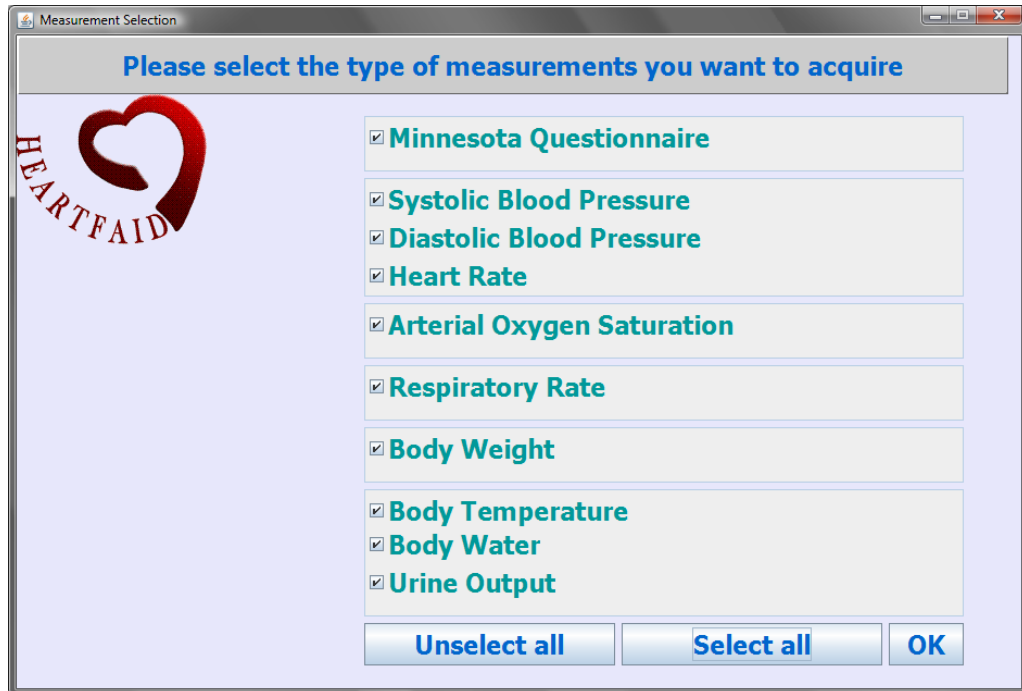 Measurement Selection
Please select the type of measurements you want to acquire
HEARTFAID
Minnesota Questionnaire
Systolic Blood Pressure
Diastolic Blood Pressure
Heart Rate
Arterial Oxygen Saturation
Respiratory Rate
Body Weight
Body Temperature
Body Water
Urine Output
Unselect all Select all OK